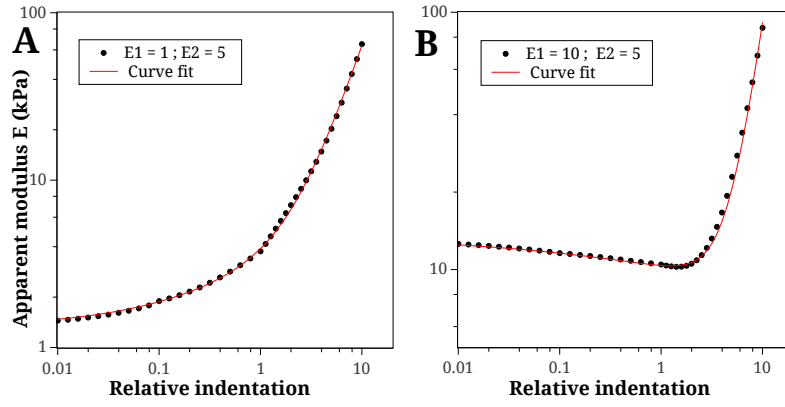 A
E1 = 1 ; E2 = 5
Curve fit
Apparent modulus E (kPa)
100
10
1
0.01
0.1
1
10
Relative indentation
B
E1 = 10 ; E2 = 5
Curve fit
100
10
0.01
0.1
1
10
Relative indentation